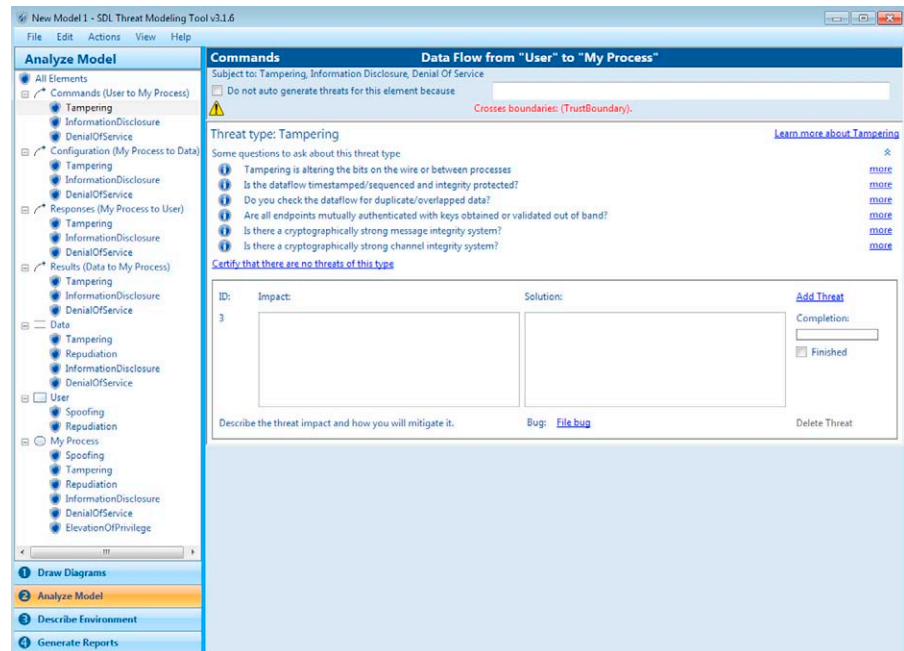 New Model 1 - SDL Threat Modeling Tool v3.1.6
File Edit Actions View Help
Analyze Model
All Elements
Commands (User to My Process)
Tampering
InformationDisclosure
DenialOfService
Configuration (My Process to Data)
Tampering
InformationDisclosure
DenialOfService
Responses (My Process to User)
Tampering
InformationDisclosure
DenialOfService
Results (Data to My Process)
Tampering
InformationDisclosure
DenialOfService
Data
Tampering
Repudiation
InformationDisclosure
DenialOfService
User
Spoofing
Repudiation
My Process
Spoofing
Tampering
Repudiation
InformationDisclosure
DenialOfService
ElevationOfPrivilege
1 Draw Diagrams
2 Analyze Model
3 Describe Environment
4 Generate Reports
Commands Data Flow from "User" to "My Process"
Subject to: Tampering, Information Disclosure, Denial Of Service
Do not auto generate threats for this element because
Crosses boundaries: (TrustBoundary).
Threat type: Tampering Learn more about Tampering
Some questions to ask about this threat type
Tampering is altering the bits on the wire or between processes more
Is the dataflow timestamped/sequenced and integrity protected? more
Do you check the dataflow for duplicate/overlapped data? more
Are all endpoints mutually authenticated with keys obtained or validated out of band? more
Is there a cryptographically strong message integrity system? more
Is there a cryptographically strong channel integrity system? more
Certify that there are no threats of this type
ID: Impact: Solution: Add Threat
3 Completion:
Finished
Describe the threat impact and how you will mitigate it. Bug: File bug Delete Threat